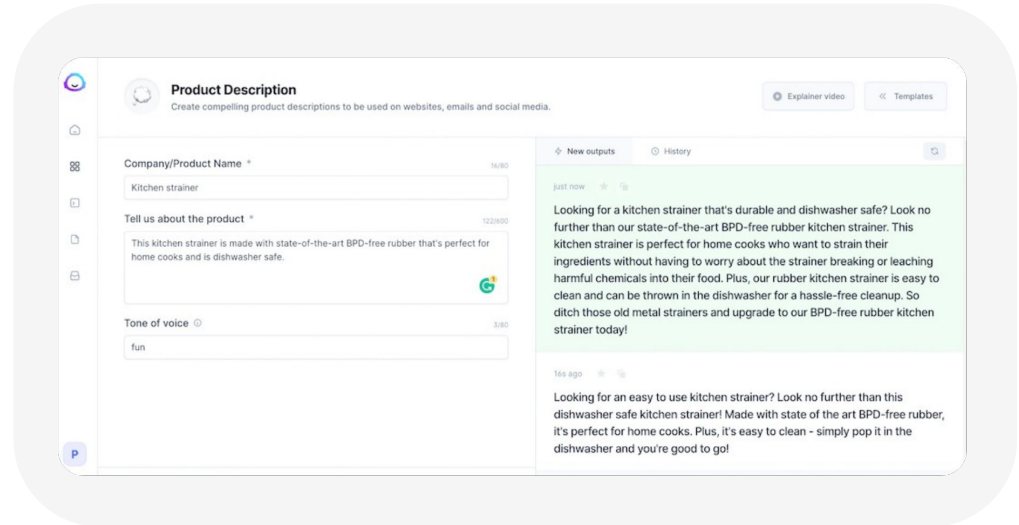 Product Description
Create compelling product descriptions to be used on websites, emails and social media.
Explainer video
Templates
Company/Product Name *
16/80
Kitchen strainer
Tell us about the product *
122/600
This kitchen strainer is made with state-of-the-art BPD-free rubber that's perfect for
home cooks and is dishwasher safe.
1
Tone of voice
3/80
fun
P
New outputs
History
just now
Looking for a kitchen strainer that's durable and dishwasher safe? Look no
further than our state-of-the-art BPD-free rubber kitchen strainer. This
kitchen strainer is perfect for home cooks who want to strain their
ingredients without having to worry about the strainer breaking or leaching
harmful chemicals into their food. Plus, our rubber kitchen strainer is easy to
clean and can be thrown in the dishwasher for a hassle-free cleanup. So
ditch those old metal strainers and upgrade to our BPD-free rubber kitchen
strainer today!
16s ago
Looking for an easy to use kitchen strainer? Look no further than this
dishwasher safe kitchen strainer! Made with state of the art BPD-free rubber,
it's perfect for home cooks. Plus, it's easy to clean - simply pop it in the
dishwasher and you're good to go!